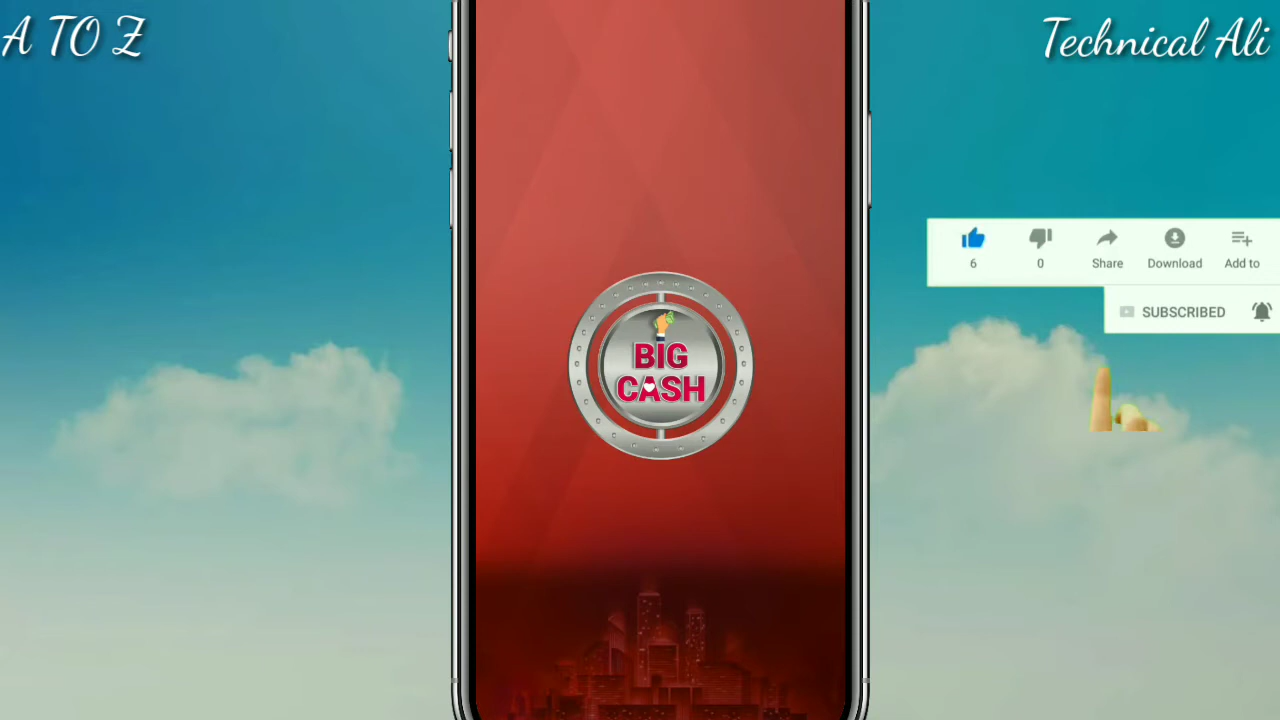 A TO Z
Technical Ali
6
0
Share
Download
Add to
SUBSCRIBED
BIG
CASH